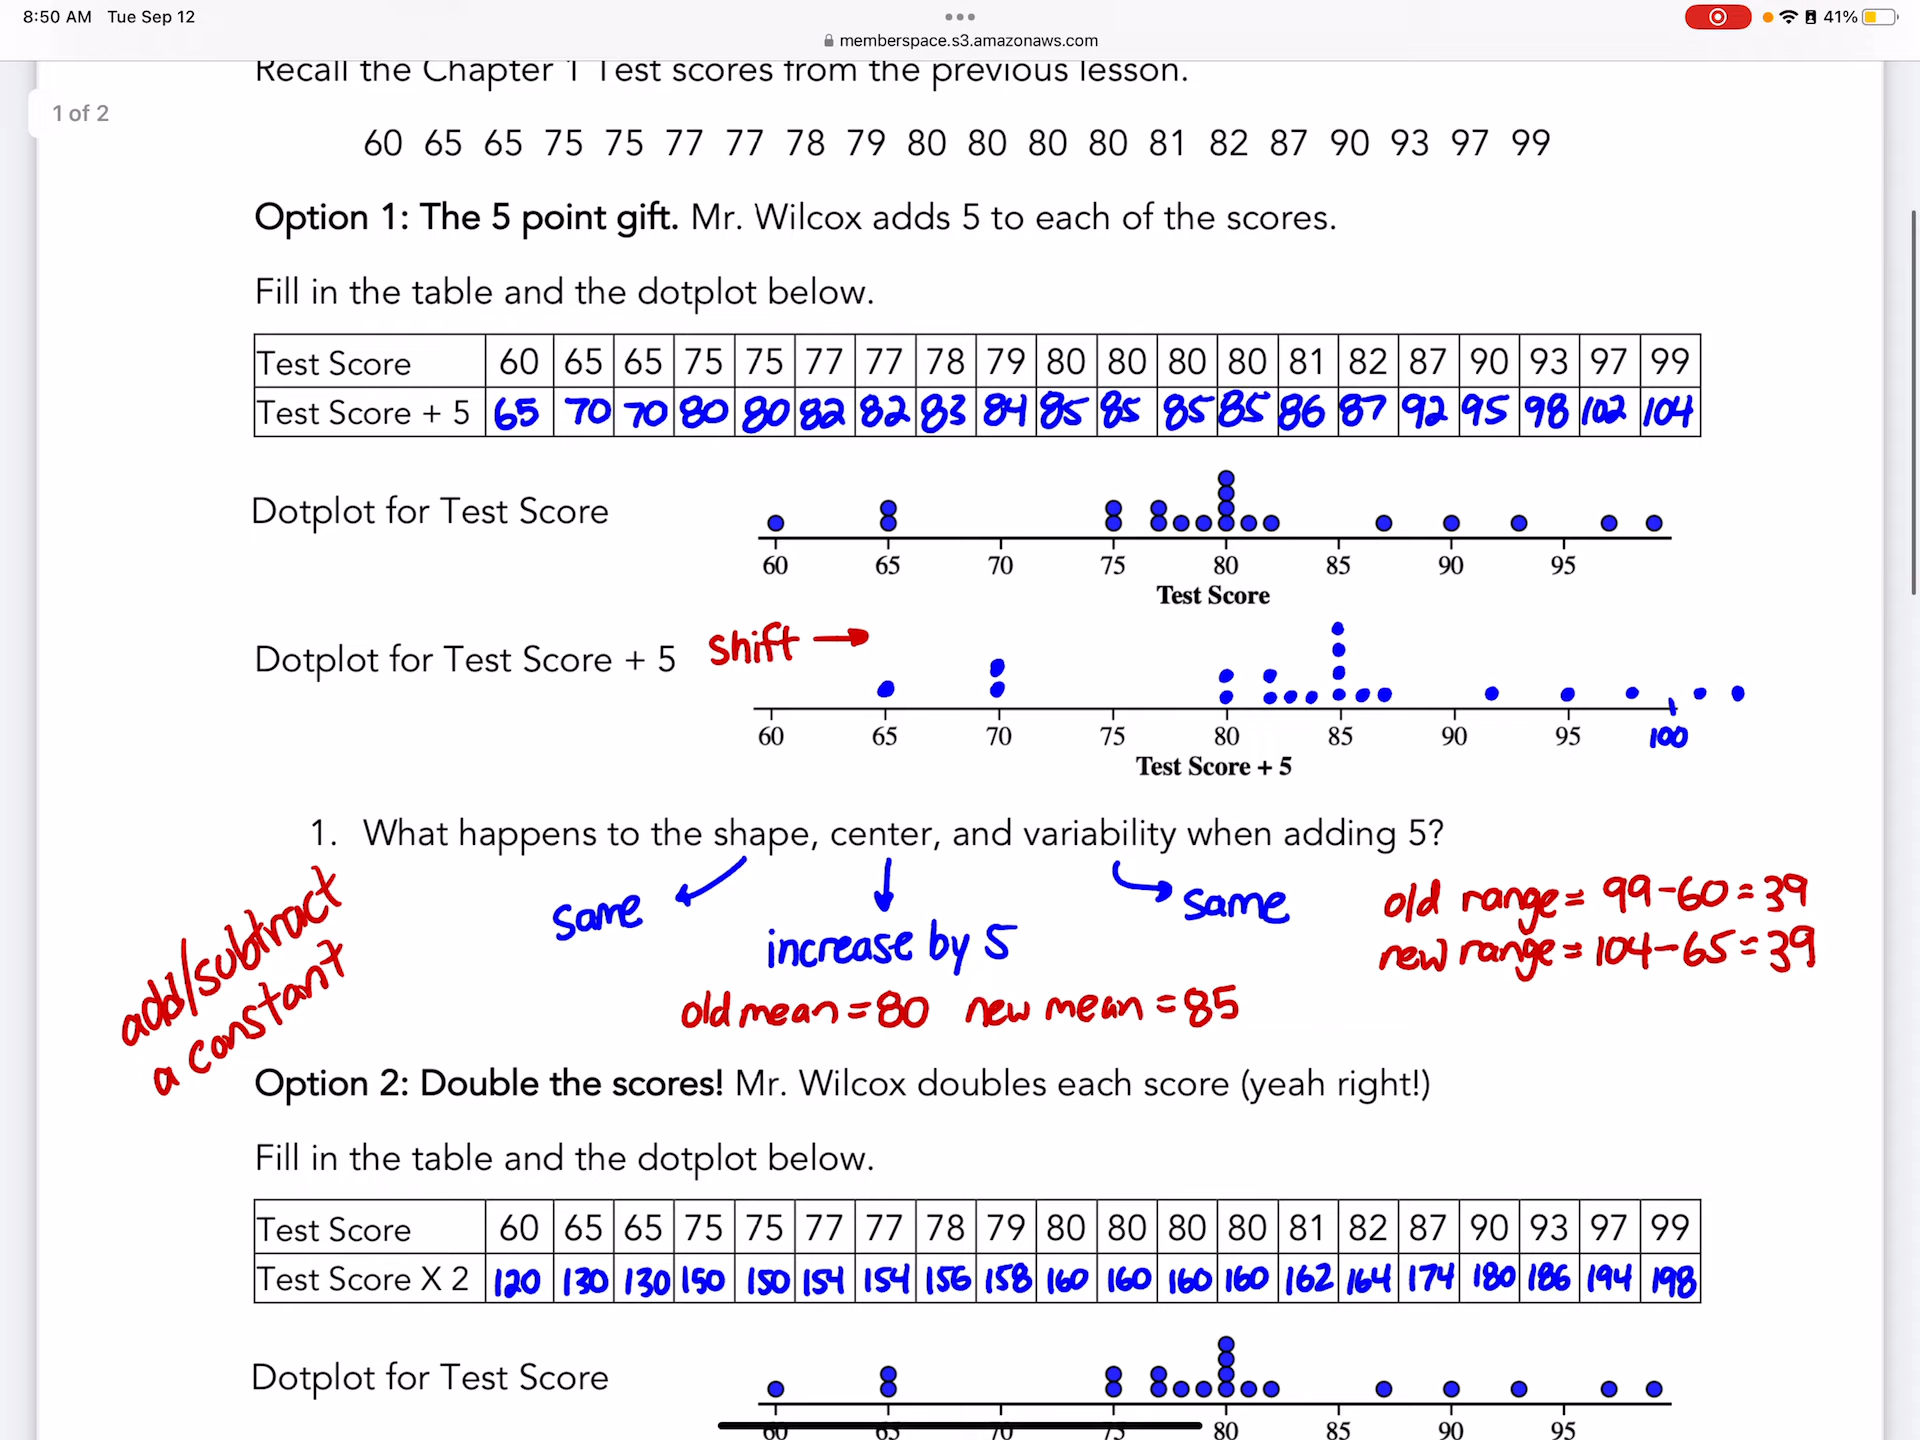 8:50 AM Tue Sep 12
41%
memberspace.s3.amazonaws.com
Recall the Chapter 1 Test scores from the previous lesson.
1 of 2
60 65 65 75 75 77 77 78 79 80 80 80 80 81 82 87 90 93 97 99
Option 1: The 5 point gift. Mr. Wilcox adds 5 to each of the scores.
Fill in the table and the dotplot below.
Test Score 60 65 65 75 75 77 77 78 79 80 80 80 80 81 82 87 90 93 97 99
Test Score + 5 65 70 70 80 80 82 82 83 84 85 85 85 85 86 87 92 95 98 102 104
Dotplot for Test Score
60 65 70 75 80 85 90 95
Test Score
shift
Dotplot for Test Score + 5
60 65 70 75 80 85 90 95 100
Test Score + 5
1. What happens to the shape, center, and variability when adding 5?
same
increase by 5
same
old range = 99-60 = 39
new range = 104-65 = 39
old mean = 80 new mean = 85
add/subtract
a constant
Option 2: Double the scores! Mr. Wilcox doubles each score (yeah right!)
Fill in the table and the dotplot below.
Test Score 60 65 65 75 75 77 77 78 79 80 80 80 80 81 82 87 90 93 97 99
Test Score X 2 120 130 130 150 150 154 154 156 158 160 160 160 160 162 164 174 180 186 194 198
Dotplot for Test Score
60 65 70 75 80 85 90 95